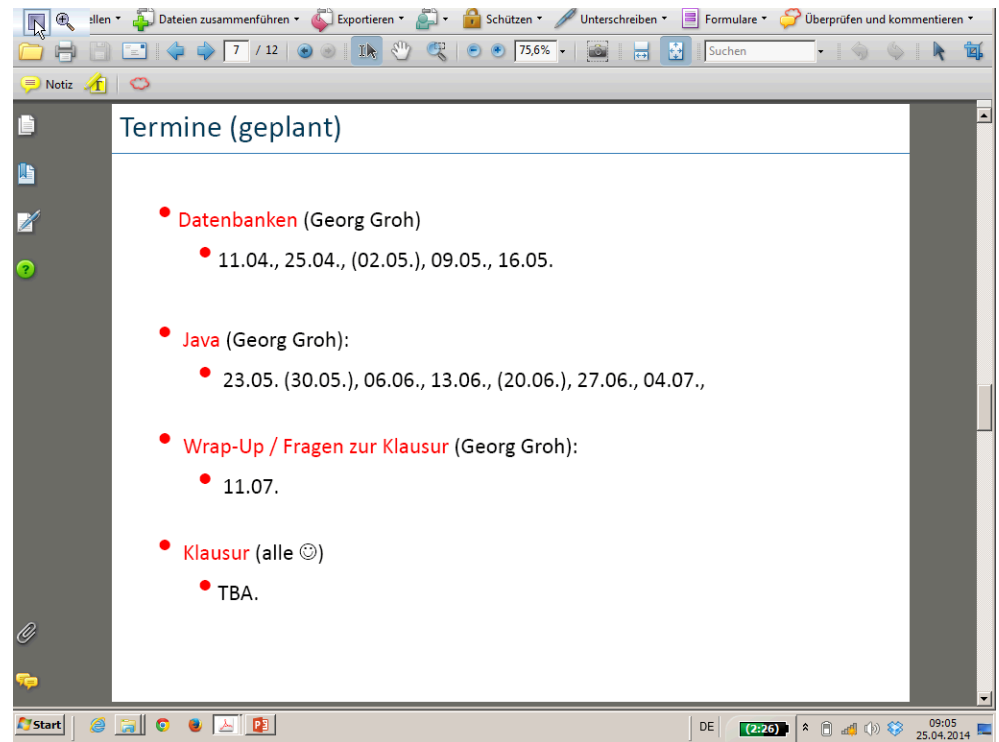 ellen Dateien zusammenführen Exportieren Schützen Unterschreiben Formulare Überprüfen und kommentieren
7 / 12 75,6% Suchen
Notiz T
Termine (geplant)
• Datenbanken (Georg Groh)
• 11.04., 25.04., (02.05.), 09.05., 16.05.
• Java (Georg Groh):
• 23.05. (30.05.), 06.06., 13.06., (20.06.), 27.06., 04.07.,
• Wrap-Up / Fragen zur Klausur (Georg Groh):
• 11.07.
• Klausur (alle ☺)
• TBA.
Start DE (2:26) 09:05
25.04.2014